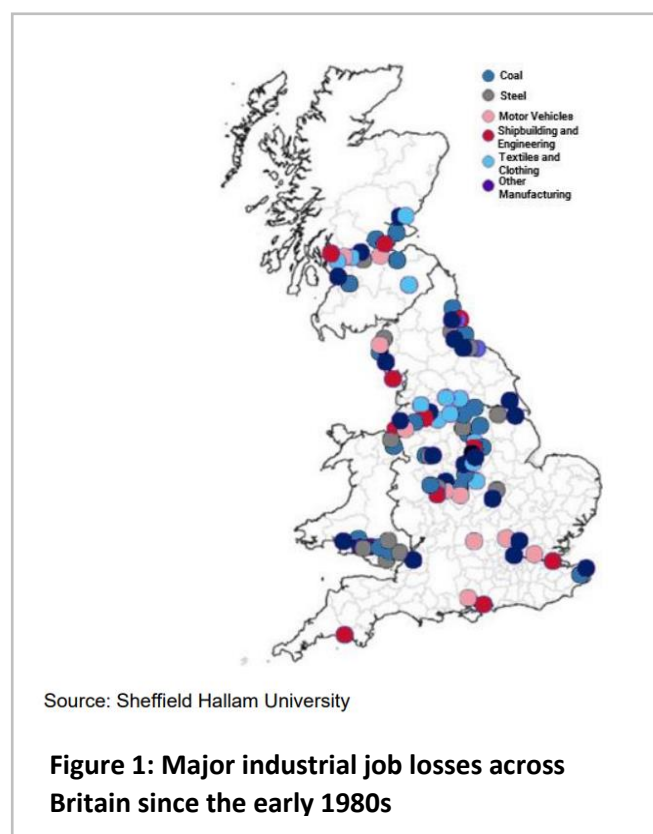 Coal
Steel
Motor Vehicles
Shipbuilding and
Engineering
Textiles and
Clothing
Other
Manufacturing
Source: Sheffield Hallam University
Figure 1: Major industrial job losses across
Britain since the early 1980s